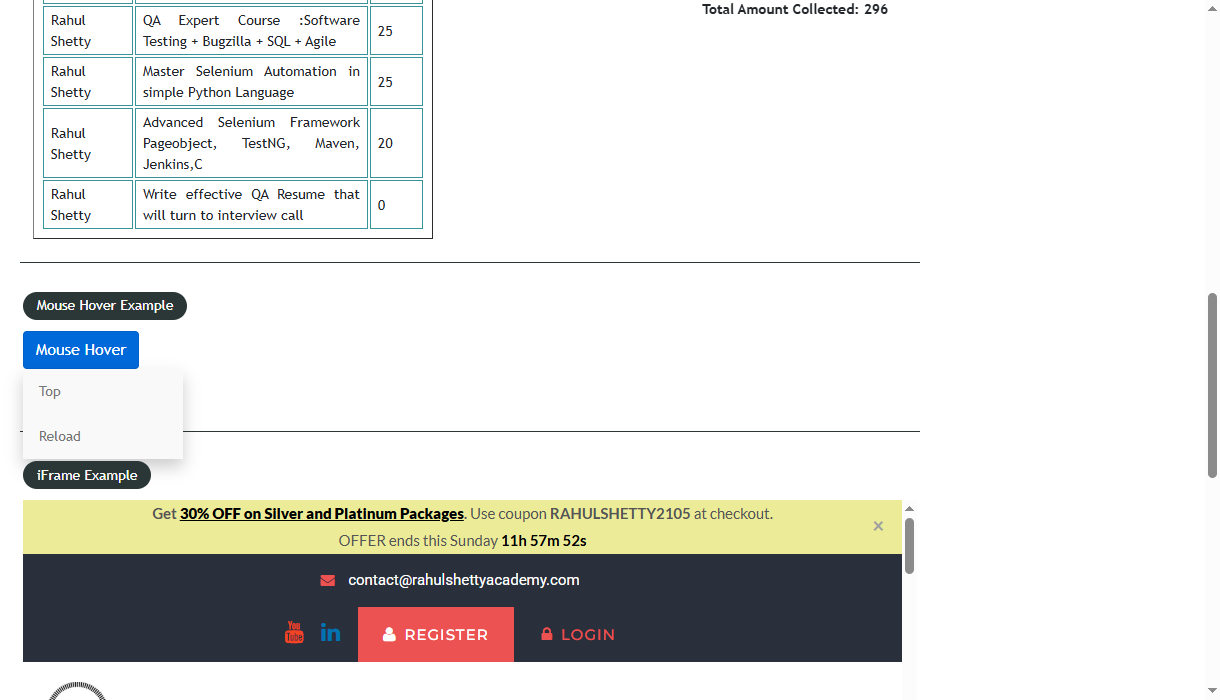 Total Amount Collected: 296
Rahul Shetty
QA Expert Course :Software Testing + Bugzilla + SQL + Agile
25
Rahul Shetty
Master Selenium Automation in simple Python Language
25
Rahul Shetty
Advanced Selenium Framework Pageobject, TestNG, Maven, Jenkins,C
20
Rahul Shetty
Write effective QA Resume that will turn to interview call
0
Mouse Hover Example
Mouse Hover
Top
Reload
iFrame Example
Get 30% OFF on Silver and Platinum Packages. Use coupon RAHULSHETTY2105 at checkout.
OFFER ends this Sunday 11h 57m 52s
×
contact@rahulshettyacademy.com
You Tube
in
REGISTER
LOGIN